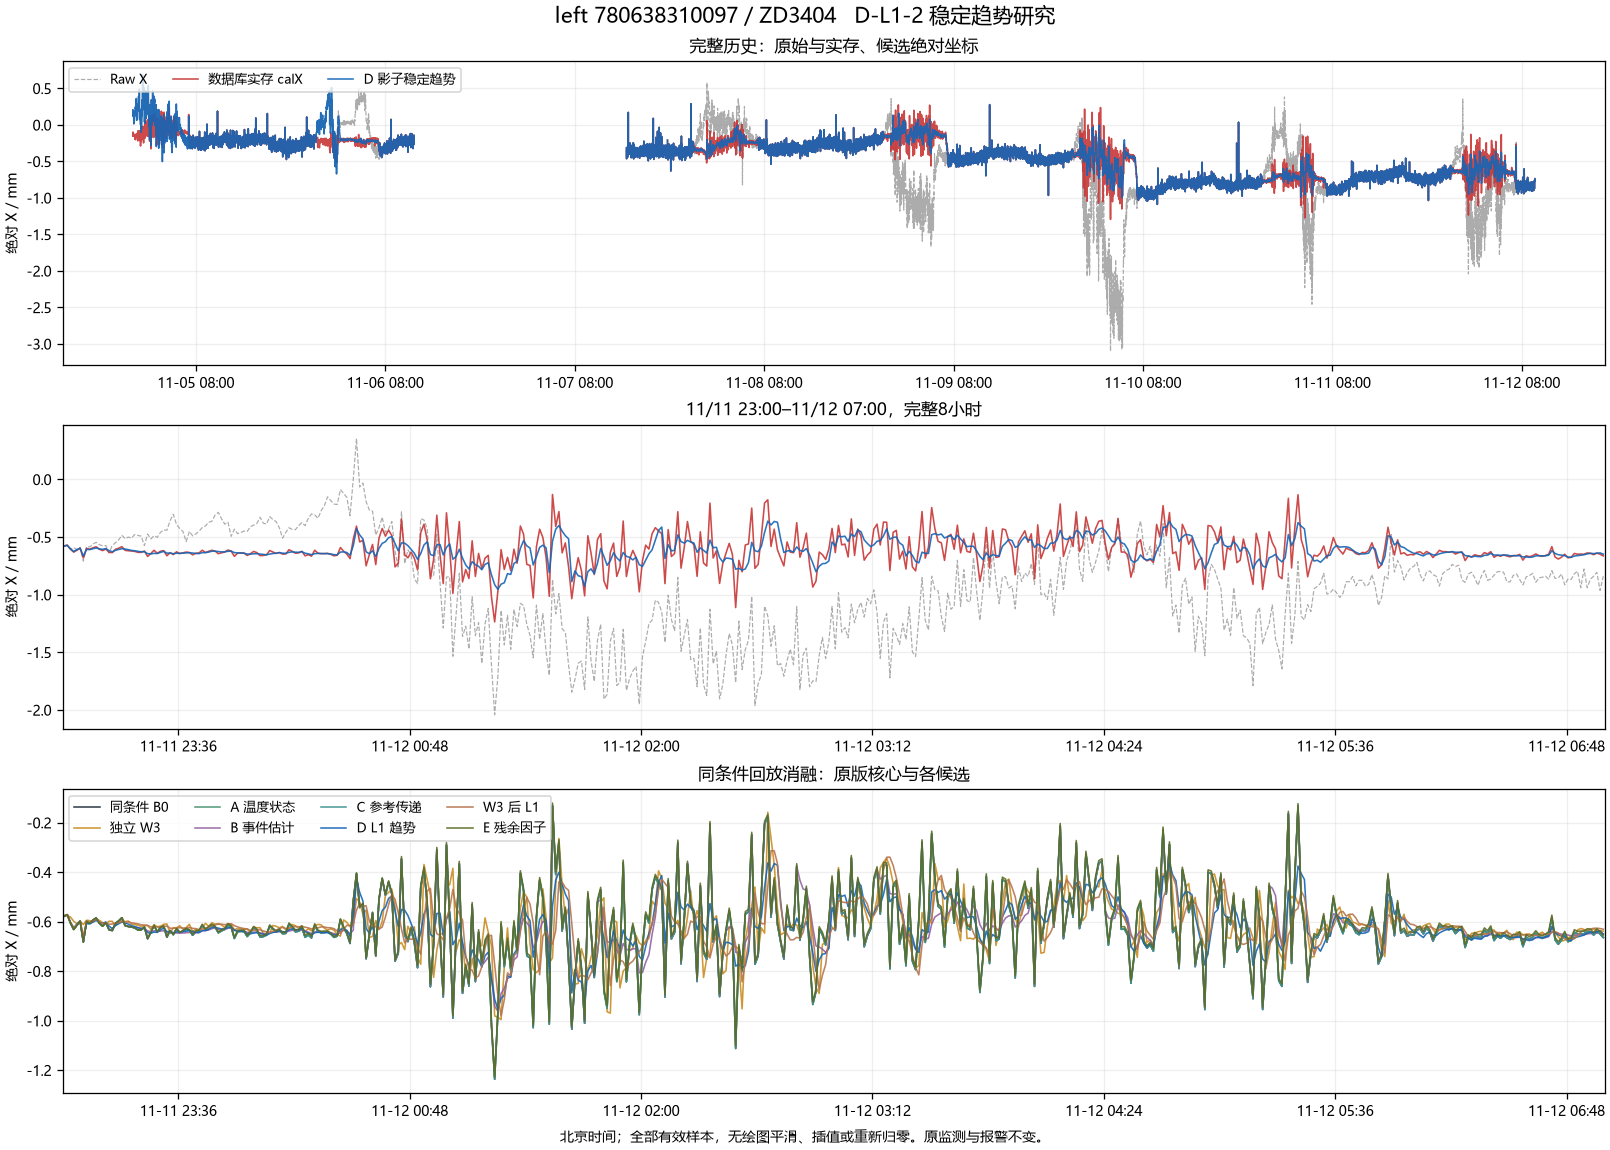 left 780638310097 / ZD3404   D-L1-2 稳定趋势研究
完整历史：原始与实存、候选绝对坐标
Raw X   数据库实存 calX   D 影子稳定趋势
绝对 X / mm
0.5
0.0
-0.5
-1.0
-1.5
-2.0
-2.5
-3.0
11-05 08:00   11-06 08:00   11-07 08:00   11-08 08:00   11-09 08:00   11-10 08:00   11-11 08:00   11-12 08:00
11/11 23:00–11/12 07:00，完整8小时
绝对 X / mm
0.0
-0.5
-1.0
-1.5
-2.0
11-11 23:36   11-12 00:48   11-12 02:00   11-12 03:12   11-12 04:24   11-12 05:36   11-12 06:48
同条件回放消融：原版核心与各候选
同条件 B0   A 温度状态   C 参考传递   W3 后 L1
独立 W3   B 事件估计   D L1 趋势   E 残余因子
绝对 X / mm
-0.2
-0.4
-0.6
-0.8
-1.0
-1.2
11-11 23:36   11-12 00:48   11-12 02:00   11-12 03:12   11-12 04:24   11-12 05:36   11-12 06:48
北京时间；全部有效样本，无绘图平滑、插值或重新归零。原监测与报警不变。